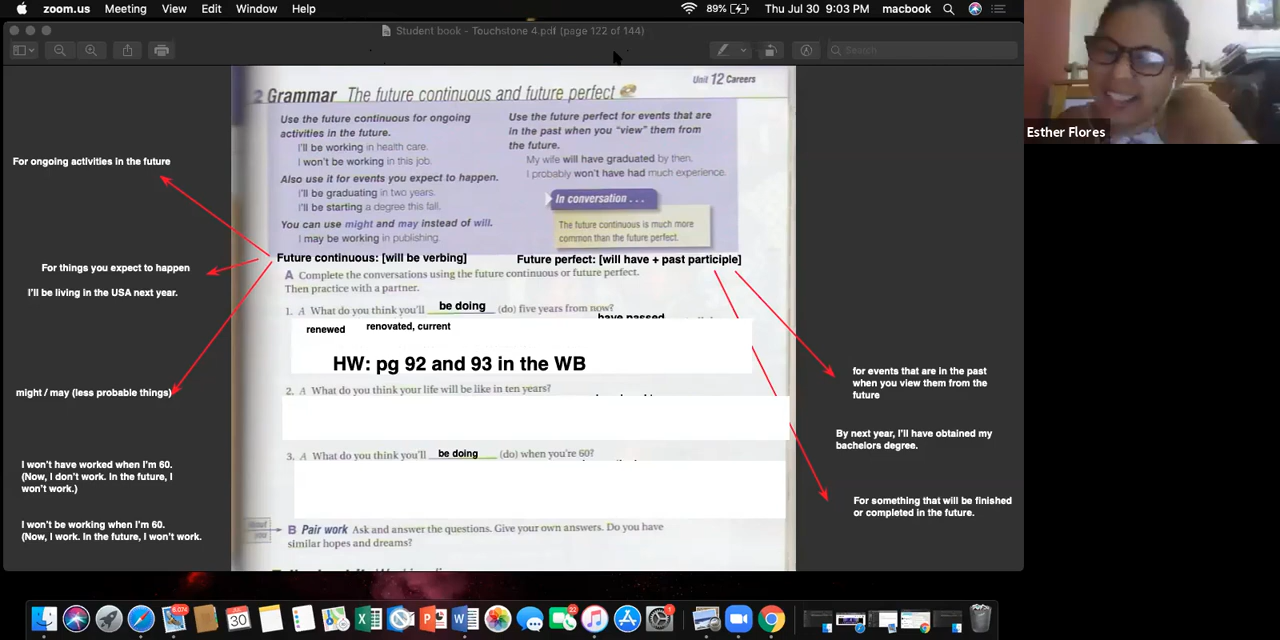 zoom.us Meeting View Edit Window Help
89% Thu Jul 30 9:03 PM macbook
Student book - Touchstone 4.pdf (page 122 of 144)
Search
Esther Flores
Unit 12 Careers
2 Grammar The future continuous and future perfect
Use the future continuous for ongoing
activities in the future.
I'll be working in health care.
I won't be working in this job.
Also use it for events you expect to happen.
I'll be graduating in two years.
I'll be starting a degree this fall.
You can use might and may instead of will.
I may be working in publishing.
Use the future perfect for events that are
in the past when you "view" them from
the future.
My wife will have graduated by then.
I probably won't have had much experience.
In conversation . . .
The future continuous is much more
common than the future perfect.
For ongoing activities in the future
For things you expect to happen
I'll be living in the USA next year.
might / may (less probable things)
I won't have worked when I'm 60.
(Now, I don't work. In the future, I
won't work.)
I won't be working when I'm 60.
(Now, I work. In the future, I won't work.
Future continuous: [will be verbing]
Future perfect: [will have + past participle]
A Complete the conversations using the future continuous or future perfect.
Then practice with a partner.
1. A What do you think you'll be doing (do) five years from now?
have passed
renewed renovated, current
HW: pg 92 and 93 in the WB
2. A What do you think your life will be like in ten years?
3. A What do you think you'll be doing (do) when you're 60?
About
you
B Pair work Ask and answer the questions. Give your own answers. Do you have
similar hopes and dreams?
for events that are in the past
when you view them from the
future
By next year, I'll have obtained my
bachelors degree.
For something that will be finished
or completed in the future.
JUL
30
22
1